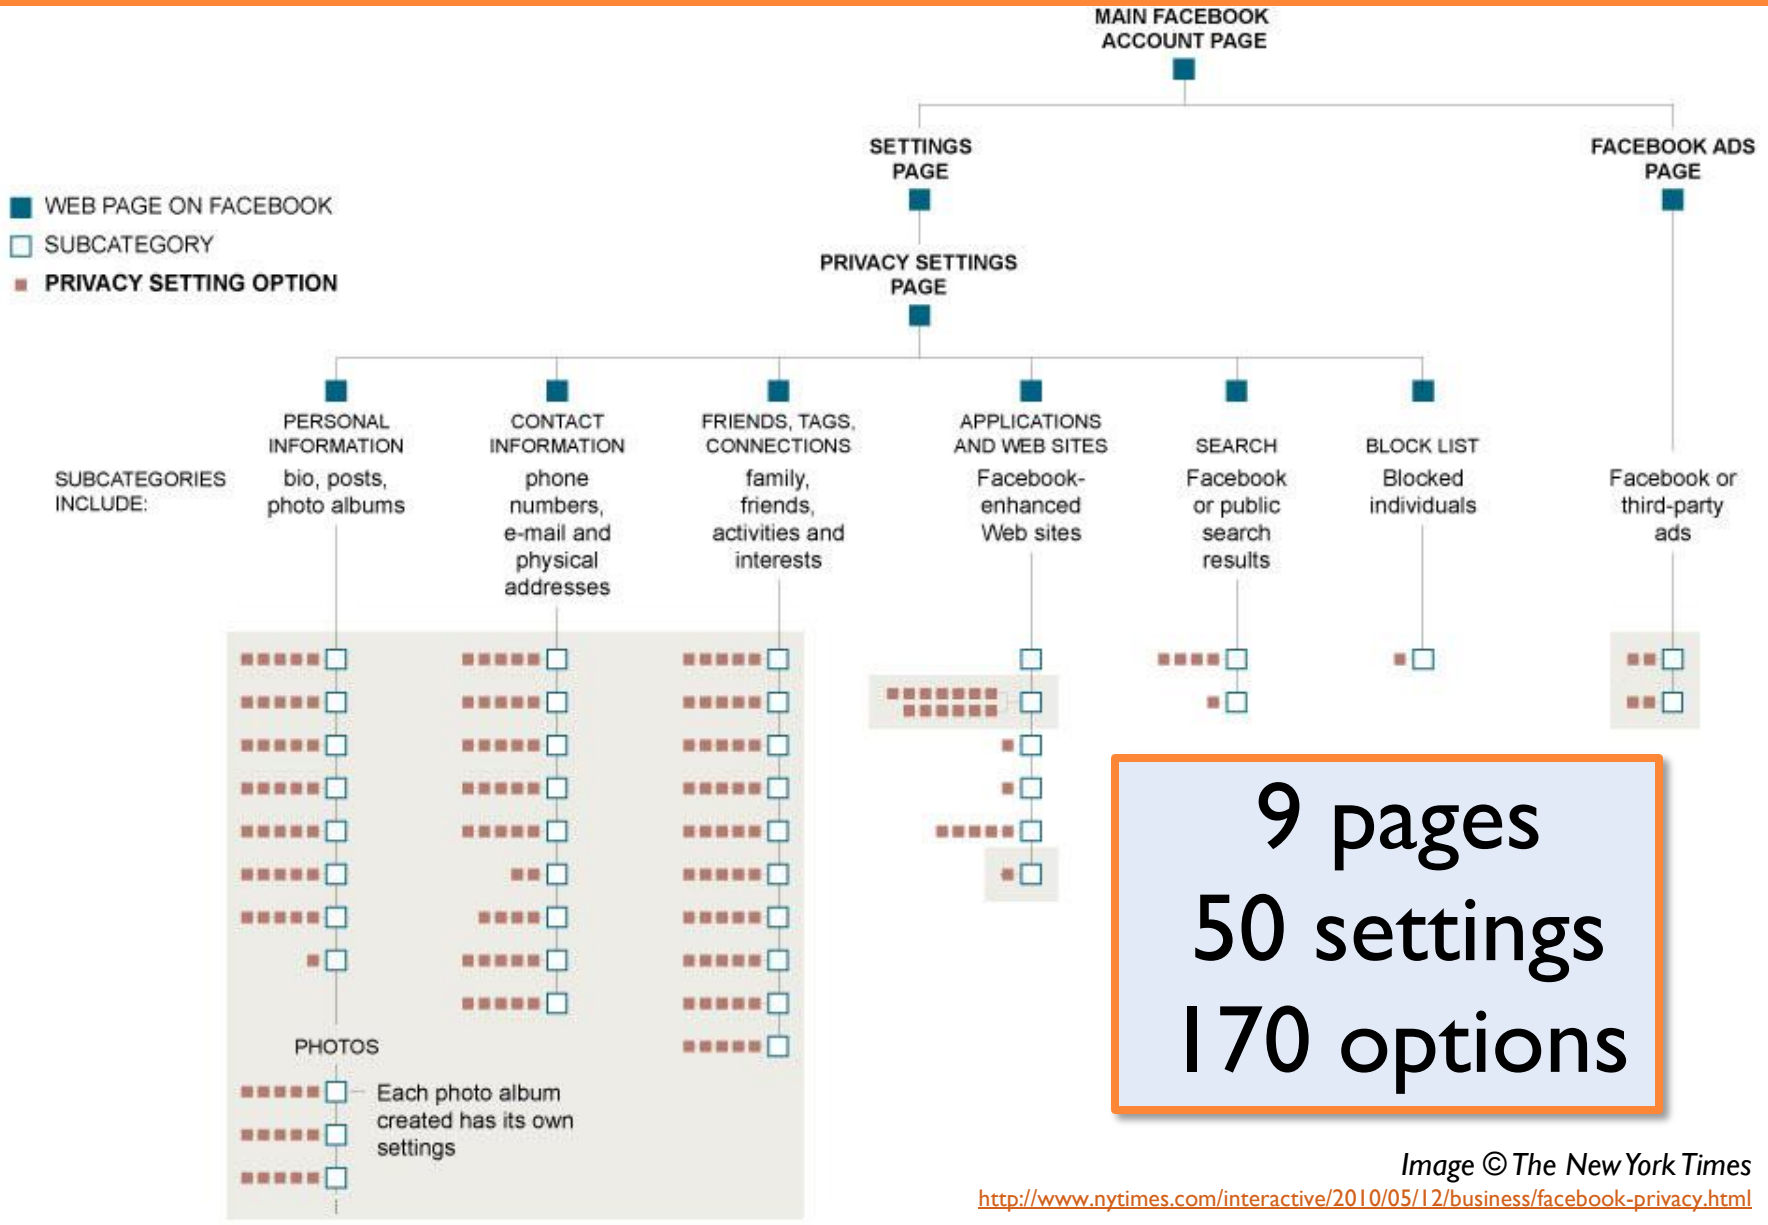 MAIN FACEBOOK
ACCOUNT PAGE
SETTINGS
PAGE
FACEBOOK ADS
PAGE
WEB PAGE ON FACEBOOK
SUBCATEGORY
PRIVACY SETTING OPTION
PRIVACY SETTINGS
PAGE
PERSONAL
INFORMATION
CONTACT
INFORMATION
FRIENDS, TAGS,
CONNECTIONS
APPLICATIONS
AND WEB SITES
SEARCH
BLOCK LIST
SUBCATEGORIES
INCLUDE:
bio, posts,
photo albums
phone
numbers,
e-mail and
physical
addresses
family,
friends,
activities and
interests
Facebook-
enhanced
Web sites
Facebook
or public
search
results
Blocked
individuals
Facebook or
third-party
ads
PHOTOS
Each photo album
created has its own
settings
9 pages
50 settings
170 options
Image © The New York Times
http://www.nytimes.com/interactive/2010/05/12/business/facebook-privacy.html